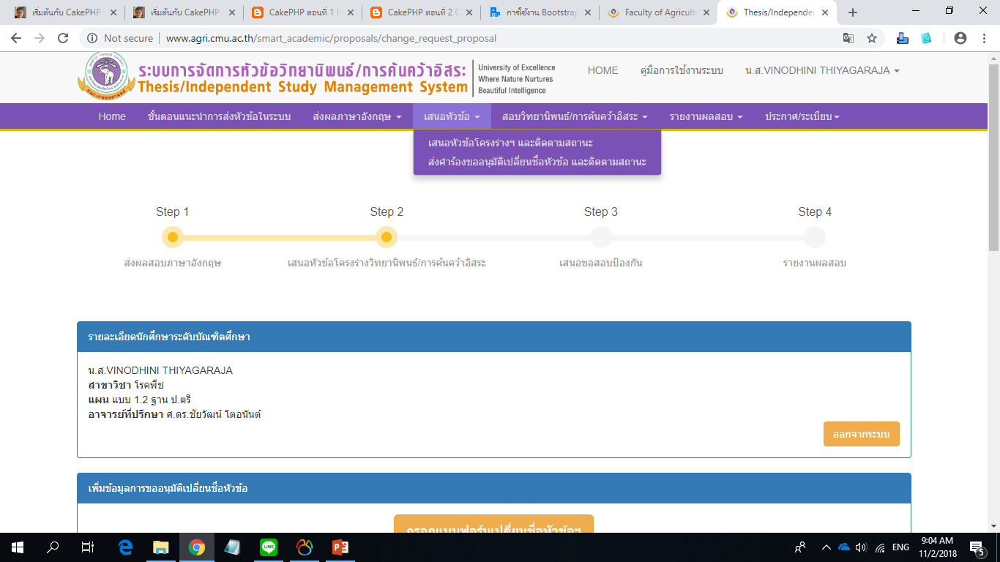 เริ่มต้นกับ CakePHP
เริ่มต้นกับ CakePHP
CakePHP ตอนที่ 1
CakePHP ตอนที่ 2
การใช้งาน Bootstrap
Faculty of Agricult
Thesis/Independen
Not secure | www.agri.cmu.ac.th/smart_academic/proposals/change_request_proposal
ระบบการจัดการหัวข้อวิทยานิพนธ์/การค้นคว้าอิสระ:
Thesis/Independent Study Management System
University of Excellence
Where Nature Nurtures
Beautiful Intelligence
HOME คู่มือการใช้งานระบบ น.ส.VINODHINI THIYAGARAJA
Home ขั้นตอนแนะนำการส่งหัวข้อในระบบ ส่งผลภาษาอังกฤษ เสนอหัวข้อ สอบวิทยานิพนธ์/การค้นคว้าอิสระ รายงานผลสอบ ประกาศ/ระเบียบ
เสนอหัวข้อโครงร่างฯ และติดตามสถานะ
ส่งคำร้องขออนุมัติเปลี่ยนชื่อหัวข้อ และติดตามสถานะ
Step 1 Step 2 Step 3 Step 4
ส่งผลสอบภาษาอังกฤษ เสนอหัวข้อโครงร่างวิทยานิพนธ์/การค้นคว้าอิสระ เสนอขอสอบป้องกัน รายงานผลสอบ
รายละเอียดนักศึกษาระดับบัณฑิตศึกษา
น.ส.VINODHINI THIYAGARAJA
สาขาวิชา โรคพืช
แผน แบบ 1.2 ฐาน ป.ตรี
อาจารย์ที่ปรึกษา ศ.ดร.ชัยวัฒน์ โตอนันต์
ออกจากระบบ
เพิ่มข้อมูลการขออนุมัติเปลี่ยนชื่อหัวข้อ
กรอกแบบฟอร์มเปลี่ยนชื่อหัวข้อฯ
ENG
9:04 AM
11/2/2018
5